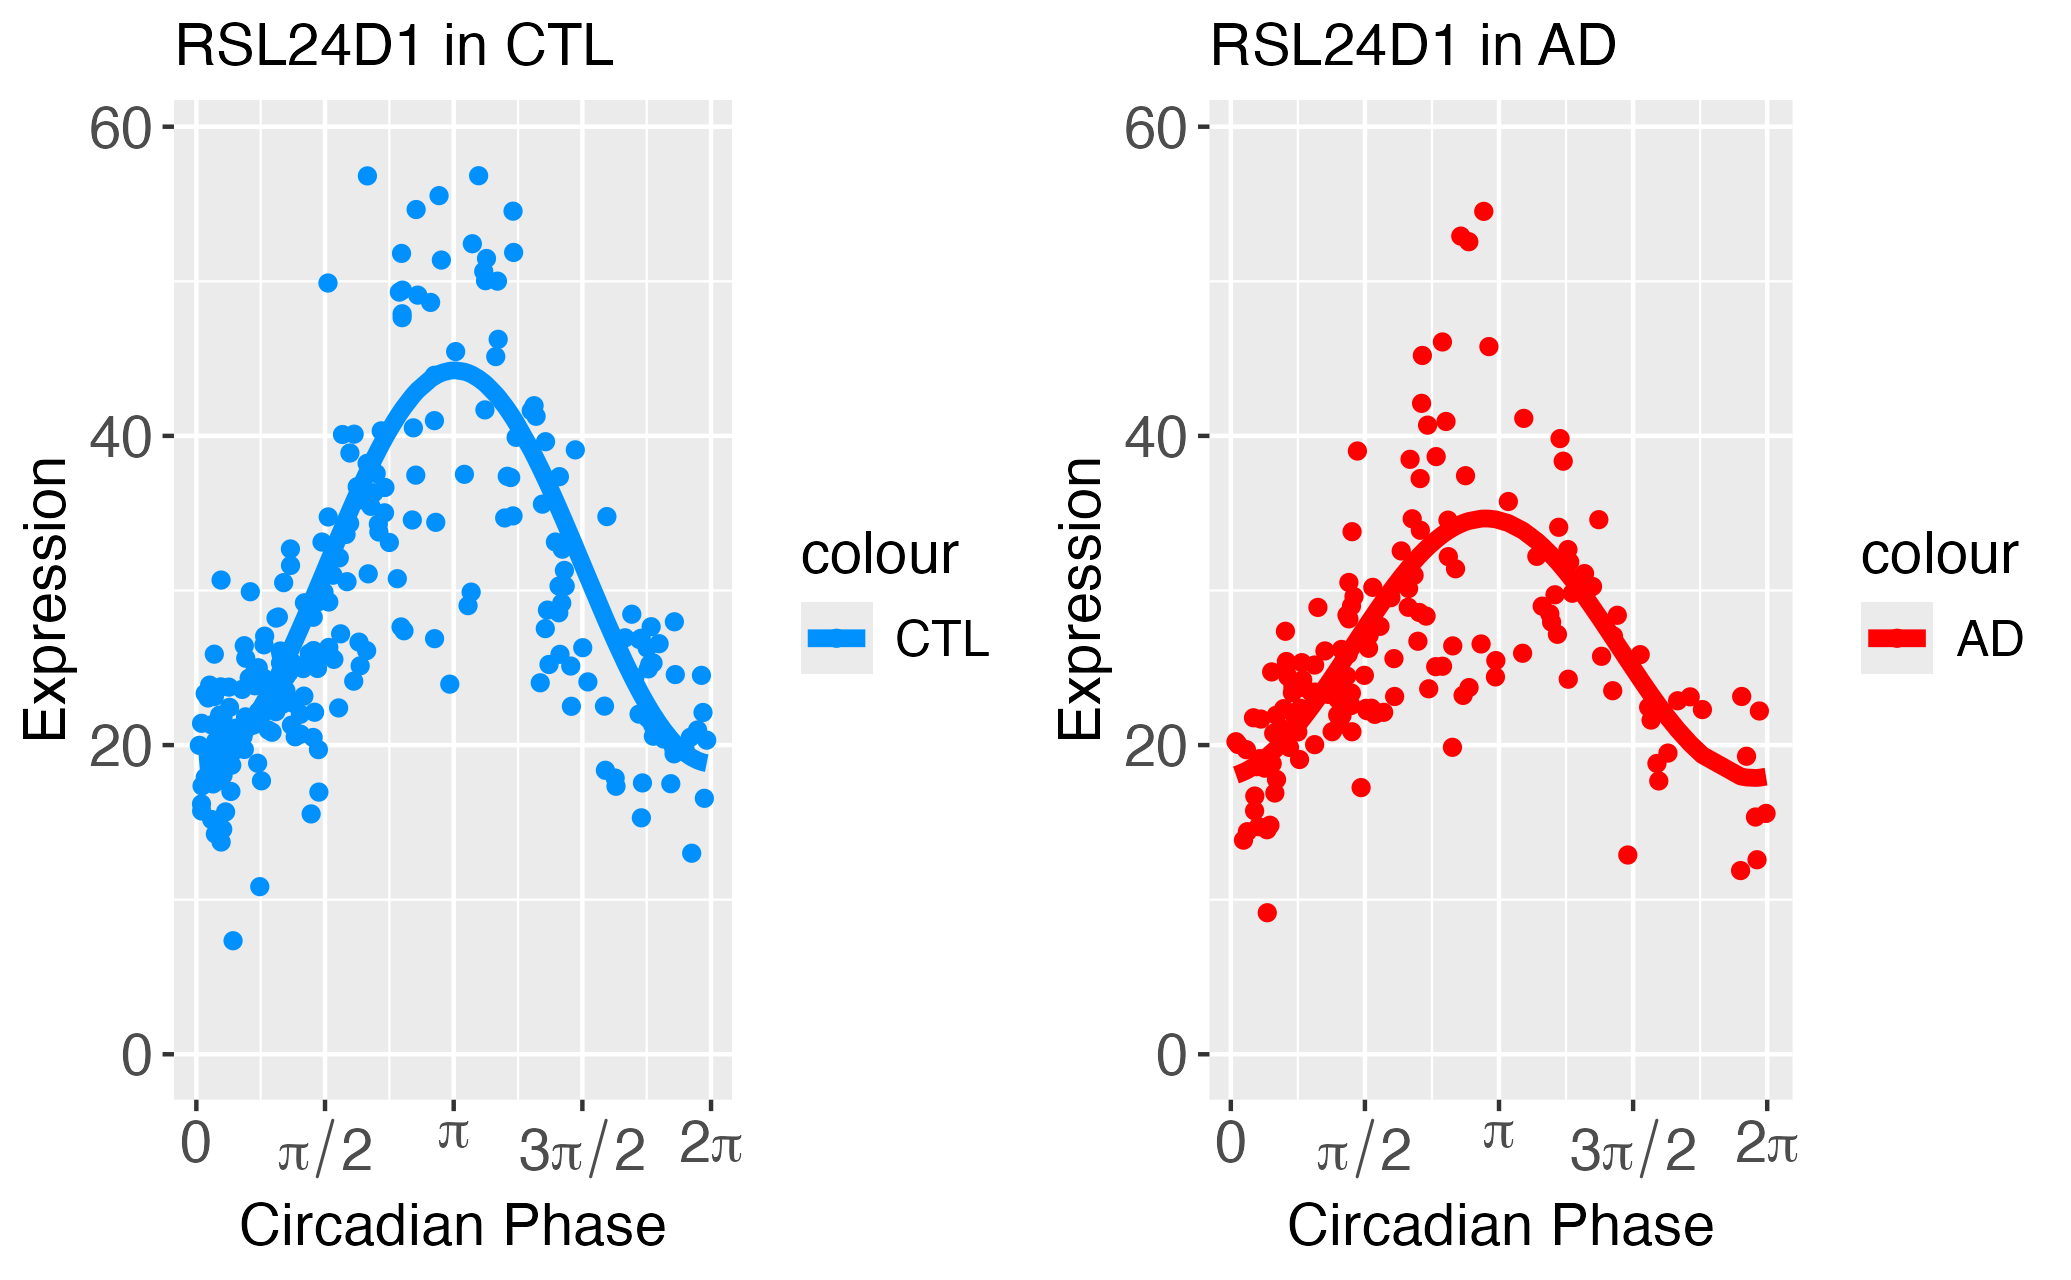 RSL24D1 in CTL
60
40
20
0
Expression
0
π/2
π
3π/2
2π
Circadian Phase
colour
CTL
RSL24D1 in AD
60
40
20
0
Expression
0
π/2
π
3π/2
2π
Circadian Phase
colour
AD